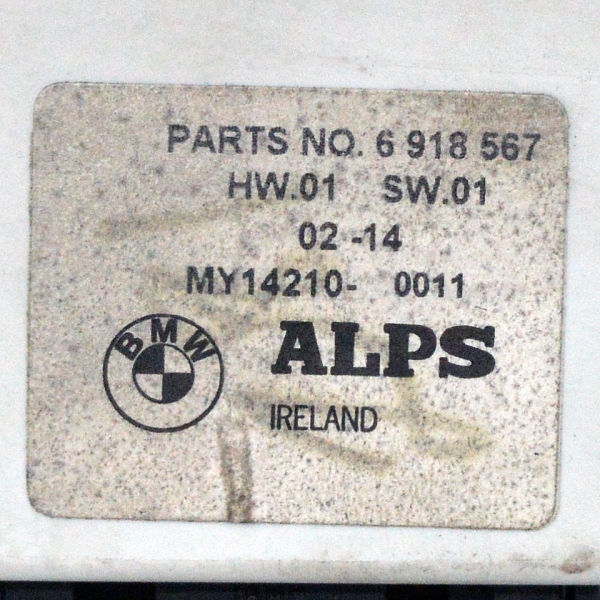 PARTS NO. 6 918 567
HW.01 SW.01
02 -14
MY14210- 0011
BMW
ALPS
IRELAND